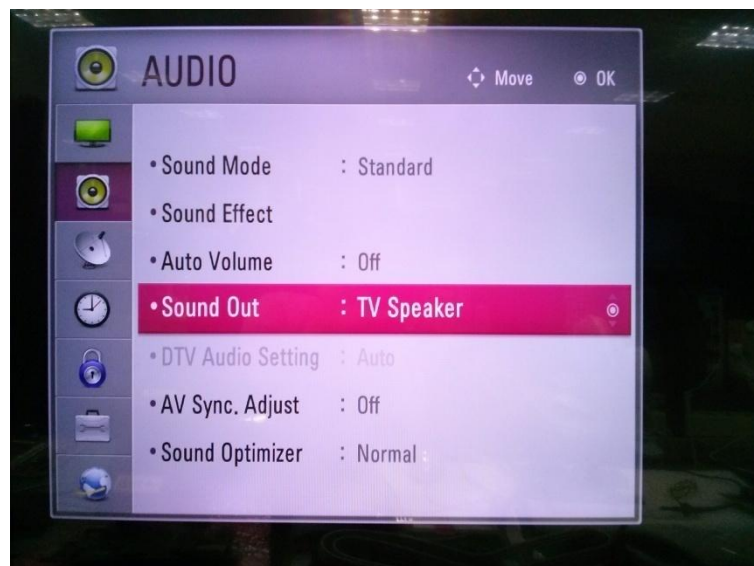 AUDIO Move OK
• Sound Mode : Standard
• Sound Effect
• Auto Volume : Off
• Sound Out : TV Speaker
• DTV Audio Setting : Auto
• AV Sync. Adjust : Off
• Sound Optimizer : Normal